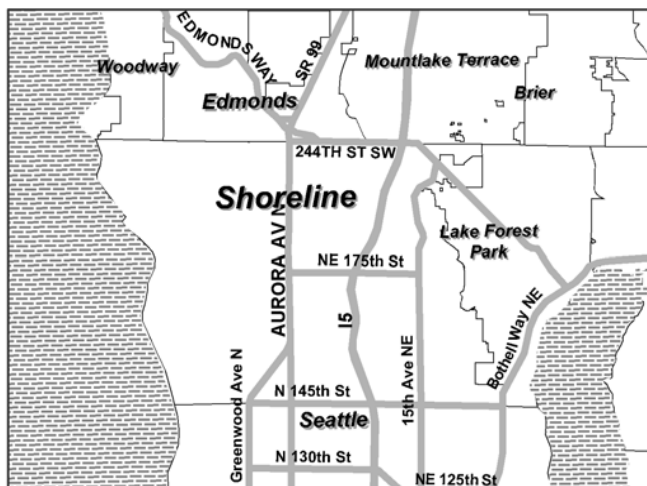 EDMONDS WAY
SR 99
Woodway
Mountlake Terrace
Brier
Edmonds
244TH ST SW
Shoreline
AURORA AV N
Lake Forest
Park
NE 175th St
I5
15th Ave NE
Bothell Way NE
Greenwood Ave N
N 145th St
Seattle
N 130th St
NE 125th St